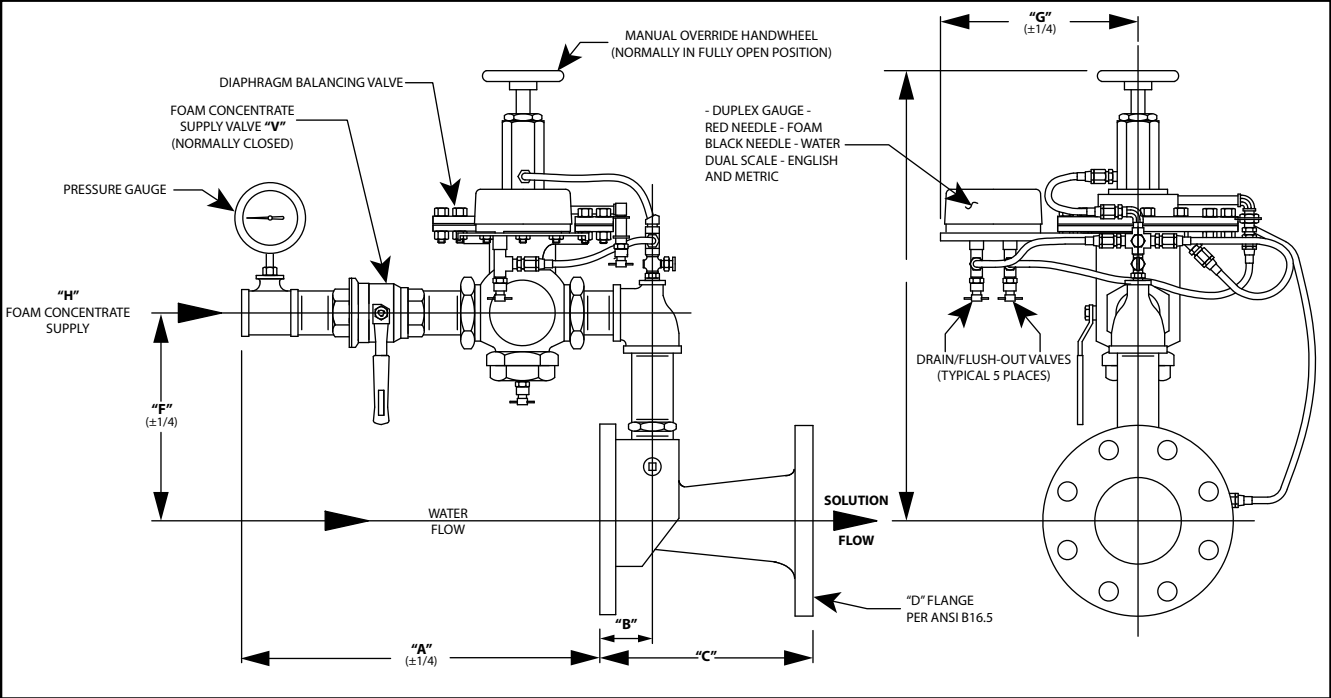 MANUAL OVERRIDE HANDWHEEL
(NORMALLY IN FULLY OPEN POSITION)
DIAPHRAGM BALANCING VALVE
FOAM CONCENTRATE
SUPPLY VALVE "V"
(NORMALLY CLOSED)
PRESSURE GAUGE
"H"
FOAM CONCENTRATE
SUPPLY
"F"
(±1/4)
WATER
FLOW
SOLUTION
FLOW
"D" FLANGE
PER ANSI B16.5
"B"
"A"
(±1/4)
"C"
"G"
(±1/4)
- DUPLEX GAUGE -
RED NEEDLE - FOAM
BLACK NEEDLE - WATER
DUAL SCALE - ENGLISH
AND METRIC
DRAIN/FLUSH-OUT VALVES
(TYPICAL 5 PLACES)